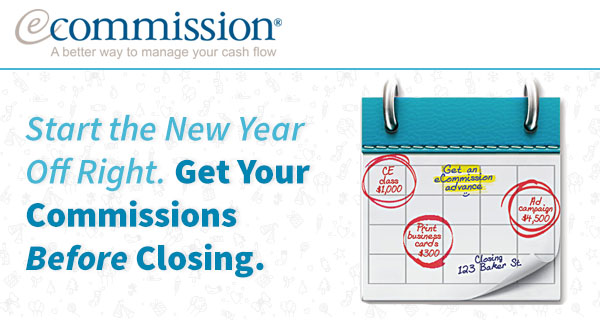 ecommission®
A better way to manage your cash flow
Start the New Year
Off Right. Get Your
Commissions
Before Closing.
CE
class
$1,000
Get an
eCommission
advance.
Ad
campaign
$4,500
Print
business
cards
$300
Closing
123 Baker St.